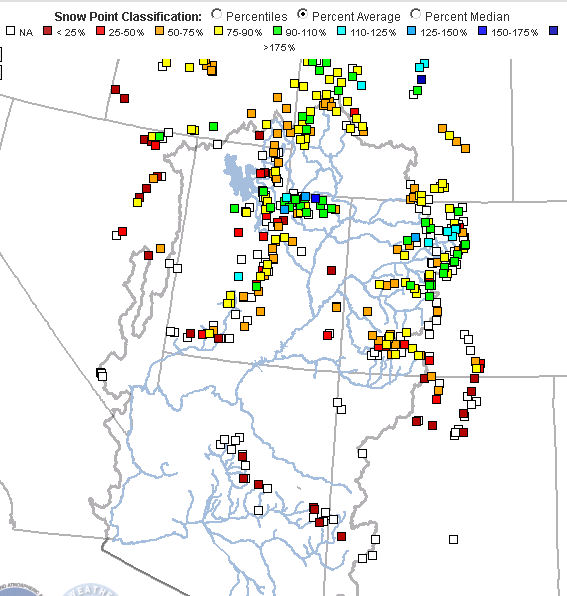 Snow Point Classification: Percentiles Percent Average Percent Median
NA < 25% 25-50% 50-75% 75-90% 90-110% 110-125% 125-150% 150-175%
>175%